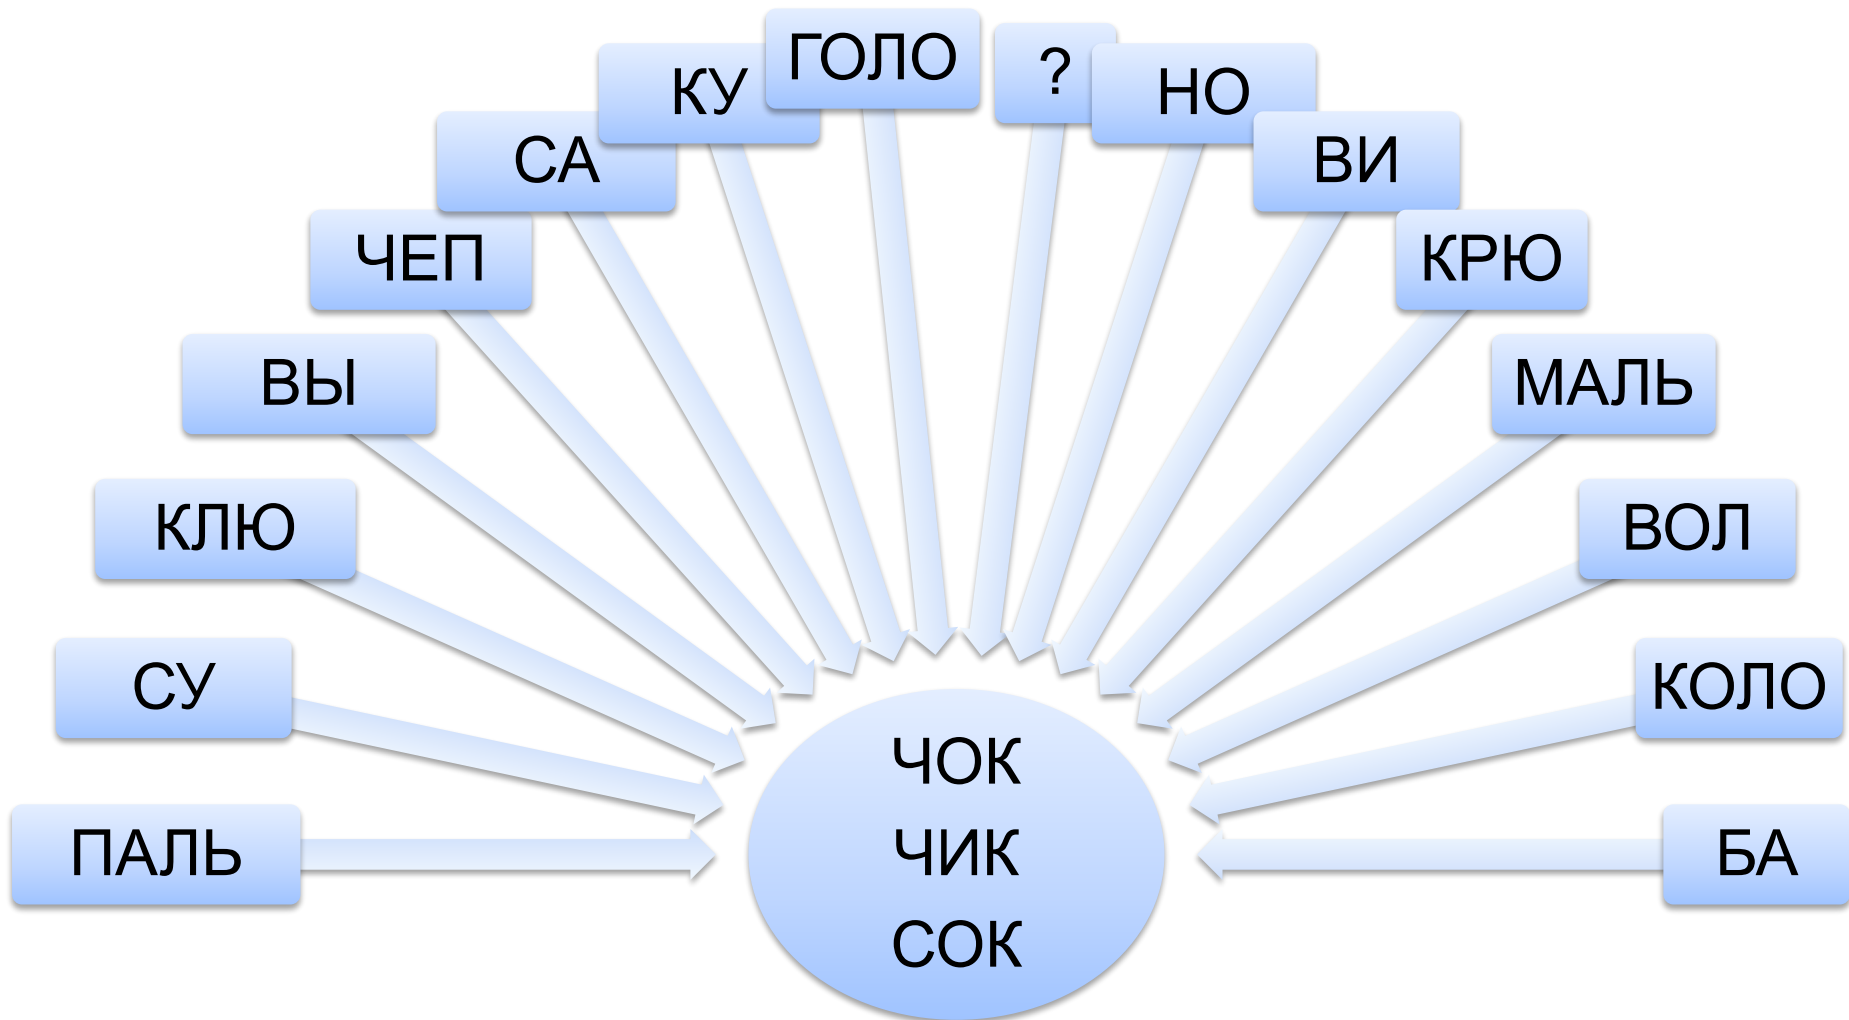 ГОЛО
?
КУ
НО
СА
ВИ
ЧЕП
КРЮ
ВЫ
МАЛЬ
КЛЮ
ВОЛ
СУ
КОЛО
ПАЛЬ
БА
ЧОК
ЧИК
СОК